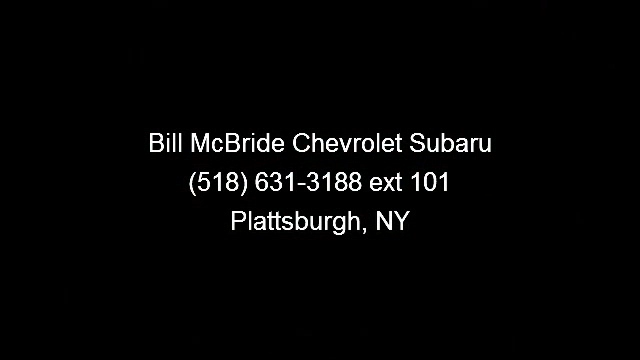 Bill McBride Chevrolet Subaru
(518) 631-3188 ext 101
Plattsburgh, NY